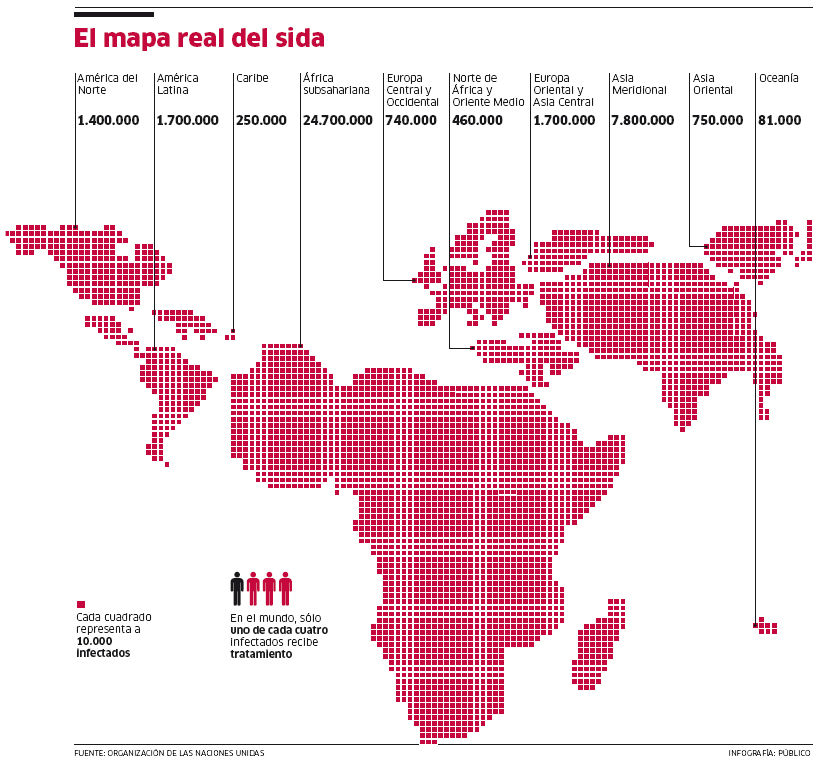 El mapa real del sida
América del
Norte
1.400.000
América
Latina
1.700.000
Caribe
250.000
África
subsahariana
24.700.000
Europa
Central y
Occidental
740.000
Norte de
África y
Oriente Medio
460.000
Europa
Oriental y
Asia Central
1.700.000
Asia
Meridional
7.800.000
Asia
Oriental
750.000
Oceanía
81.000
Cada cuadrado
representa a
10.000
infectados
En el mundo, sólo
uno de cada cuatro
infectados recibe
tratamiento
FUENTE: ORGANIZACIÓN DE LAS NACIONES UNIDAS
INFOGRAFÍA: PÚBLICO